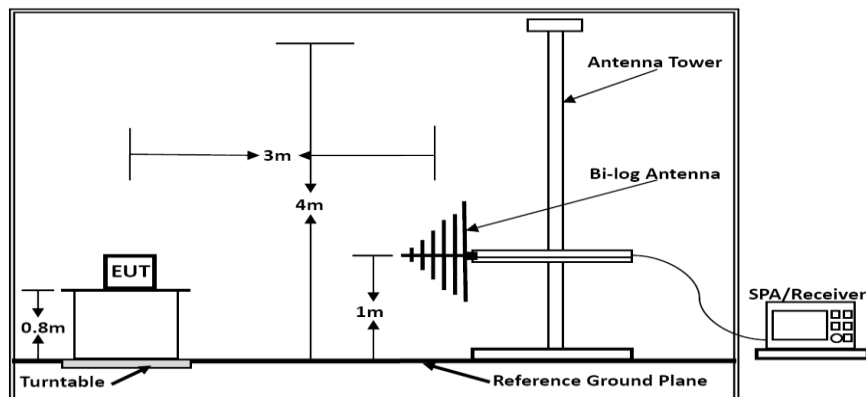 Antenna Tower
3m
Bi-log Antenna
4m
EUT
SPA/Receiver
0.8m
1m
Turntable
Reference Ground Plane